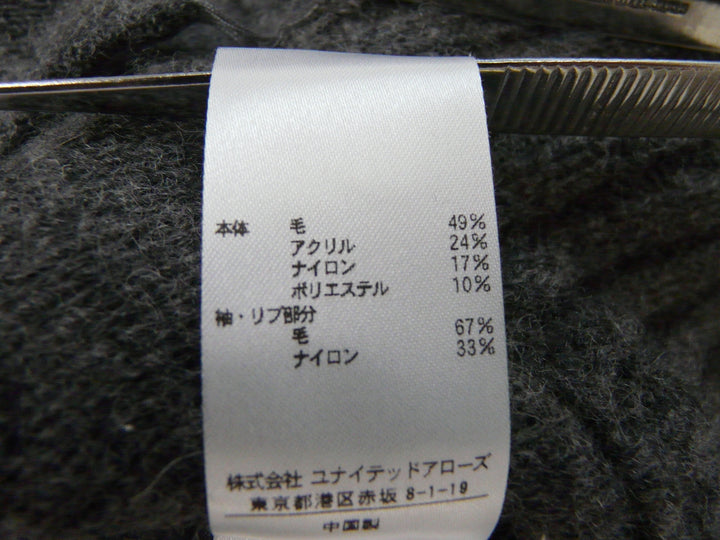 本体 毛 49%
アクリル 24%
ナイロン 17%
ポリエステル 10%
袖・リブ部分
毛 67%
ナイロン 33%
株式会社 ユナイテッドアローズ
東京都港区赤坂 8-1-19
中国製